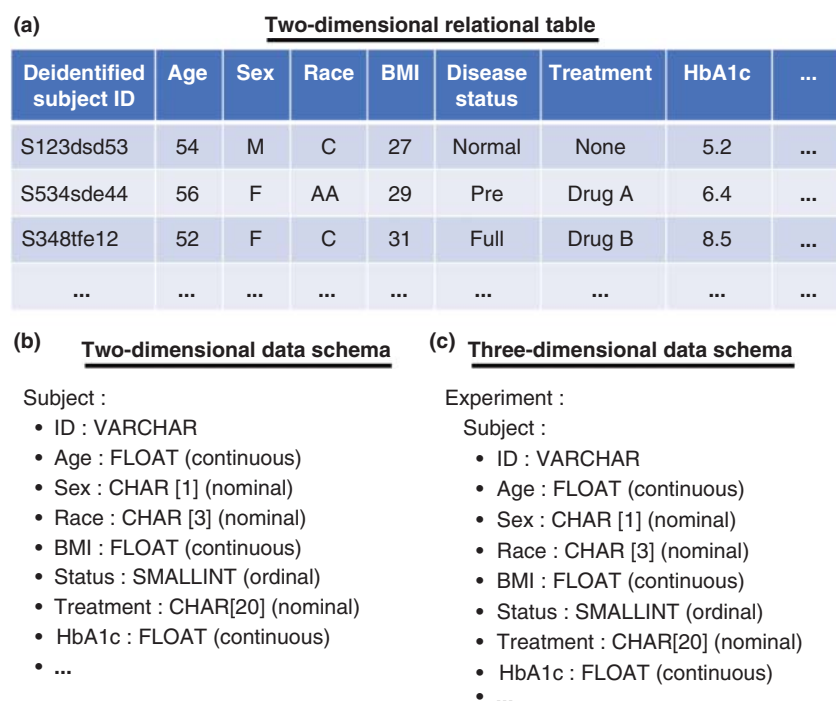 (a)
Two-dimensional relational table
Deidentified subject ID Age Sex Race BMI Disease status Treatment HbA1c ...
S123dsd53 54 M C 27 Normal None 5.2 ...
S534sde44 56 F AA 29 Pre Drug A 6.4 ...
S348tfe12 52 F C 31 Full Drug B 8.5 ...
... ... ... ... ... ... ... ... ...
(b) Two-dimensional data schema
Subject :
• ID : VARCHAR
• Age : FLOAT (continuous)
• Sex : CHAR [1] (nominal)
• Race : CHAR [3] (nominal)
• BMI : FLOAT (continuous)
• Status : SMALLINT (ordinal)
• Treatment : CHAR[20] (nominal)
• HbA1c : FLOAT (continuous)
• ...
(c) Three-dimensional data schema
Experiment :
Subject :
• ID : VARCHAR
• Age : FLOAT (continuous)
• Sex : CHAR [1] (nominal)
• Race : CHAR [3] (nominal)
• BMI : FLOAT (continuous)
• Status : SMALLINT (ordinal)
• Treatment : CHAR[20] (nominal)
• HbA1c : FLOAT (continuous)
• ...